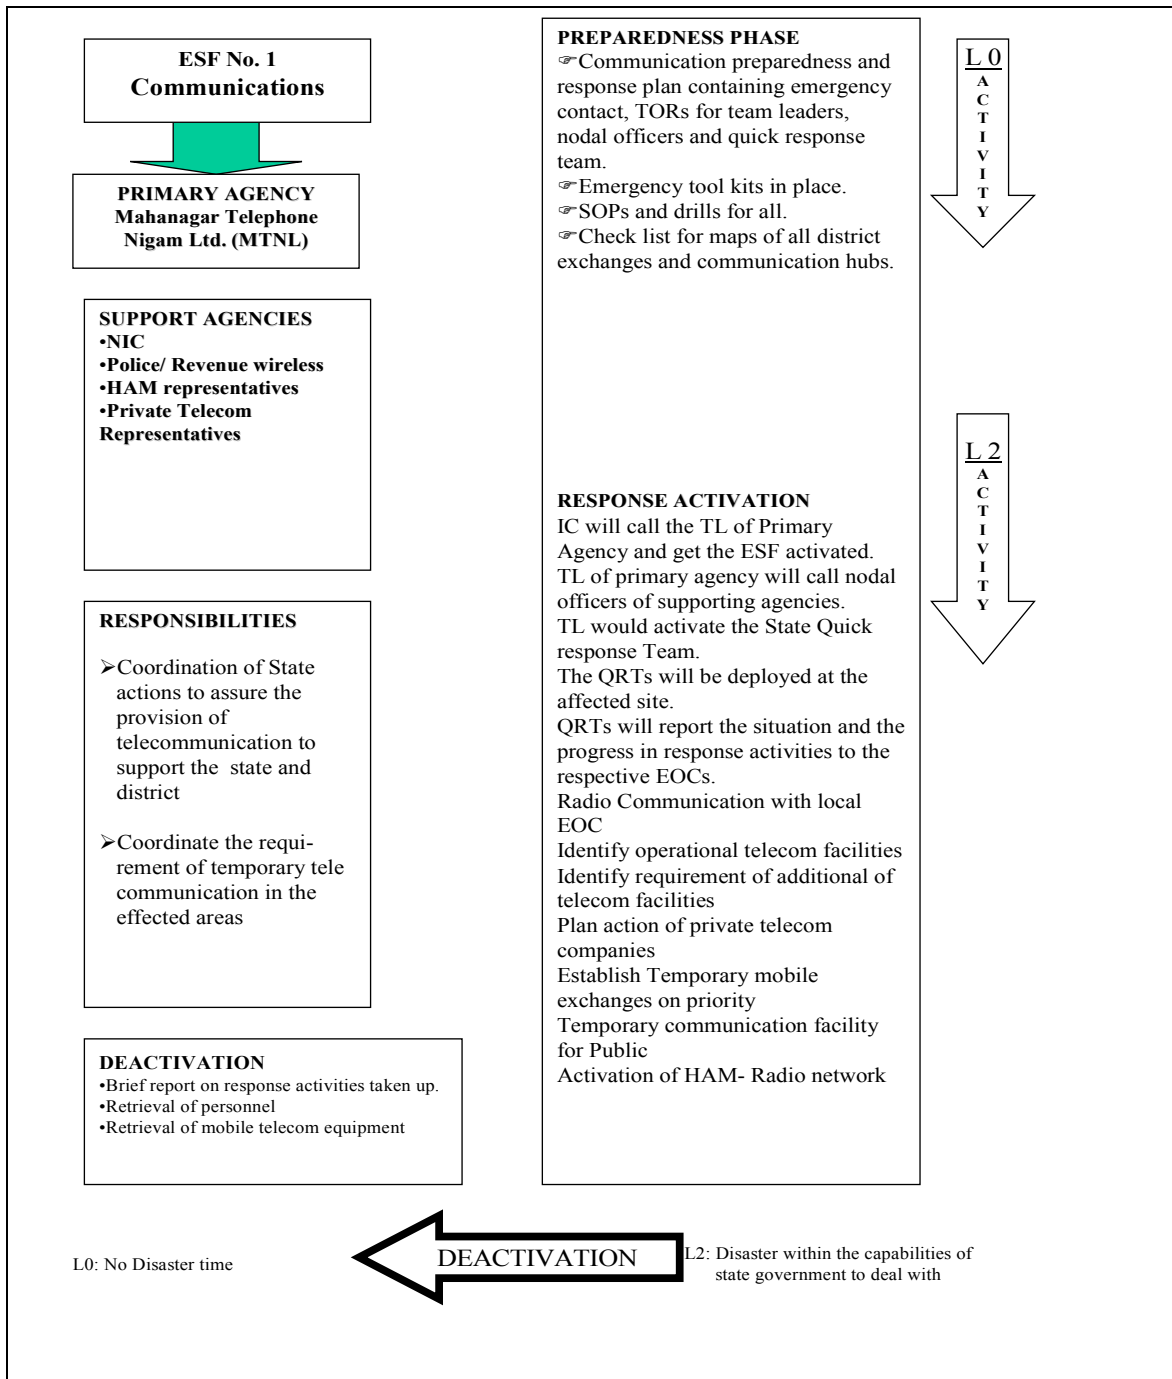 ESF No. 1
Communications
PRIMARY AGENCY
Mahanagar Telephone
Nigam Ltd. (MTNL)
SUPPORT AGENCIES
•NIC
•Police/ Revenue wireless
•HAM representatives
•Private Telecom
Representatives
RESPONSIBILITIES
➢Coordination of State
actions to assure the
provision of
telecommunication to
support the state and
district
➢Coordinate the requi-
rement of temporary tele
communication in the
effected areas
DEACTIVATION
•Brief report on response activities taken up.
•Retrieval of personnel
•Retrieval of mobile telecom equipment
PREPAREDNESS PHASE
☞Communication preparedness and
response plan containing emergency
contact, TORs for team leaders,
nodal officers and quick response
team.
☞Emergency tool kits in place.
☞SOPs and drills for all.
☞Check list for maps of all district
exchanges and communication hubs.
RESPONSE ACTIVATION
IC will call the TL of Primary
Agency and get the ESF activated.
TL of primary agency will call nodal
officers of supporting agencies.
TL would activate the State Quick
response Team.
The QRTs will be deployed at the
affected site.
QRTs will report the situation and the
progress in response activities to the
respective EOCs.
Radio Communication with local
EOC
Identify operational telecom facilities
Identify requirement of additional of
telecom facilities
Plan action of private telecom
companies
Establish Temporary mobile
exchanges on priority
Temporary communication facility
for Public
Activation of HAM- Radio network
L 0
A
C
T
I
V
I
T
Y
L 2
A
C
T
I
V
I
T
Y
L0: No Disaster time
DEACTIVATION
L2: Disaster within the capabilities of
state government to deal with